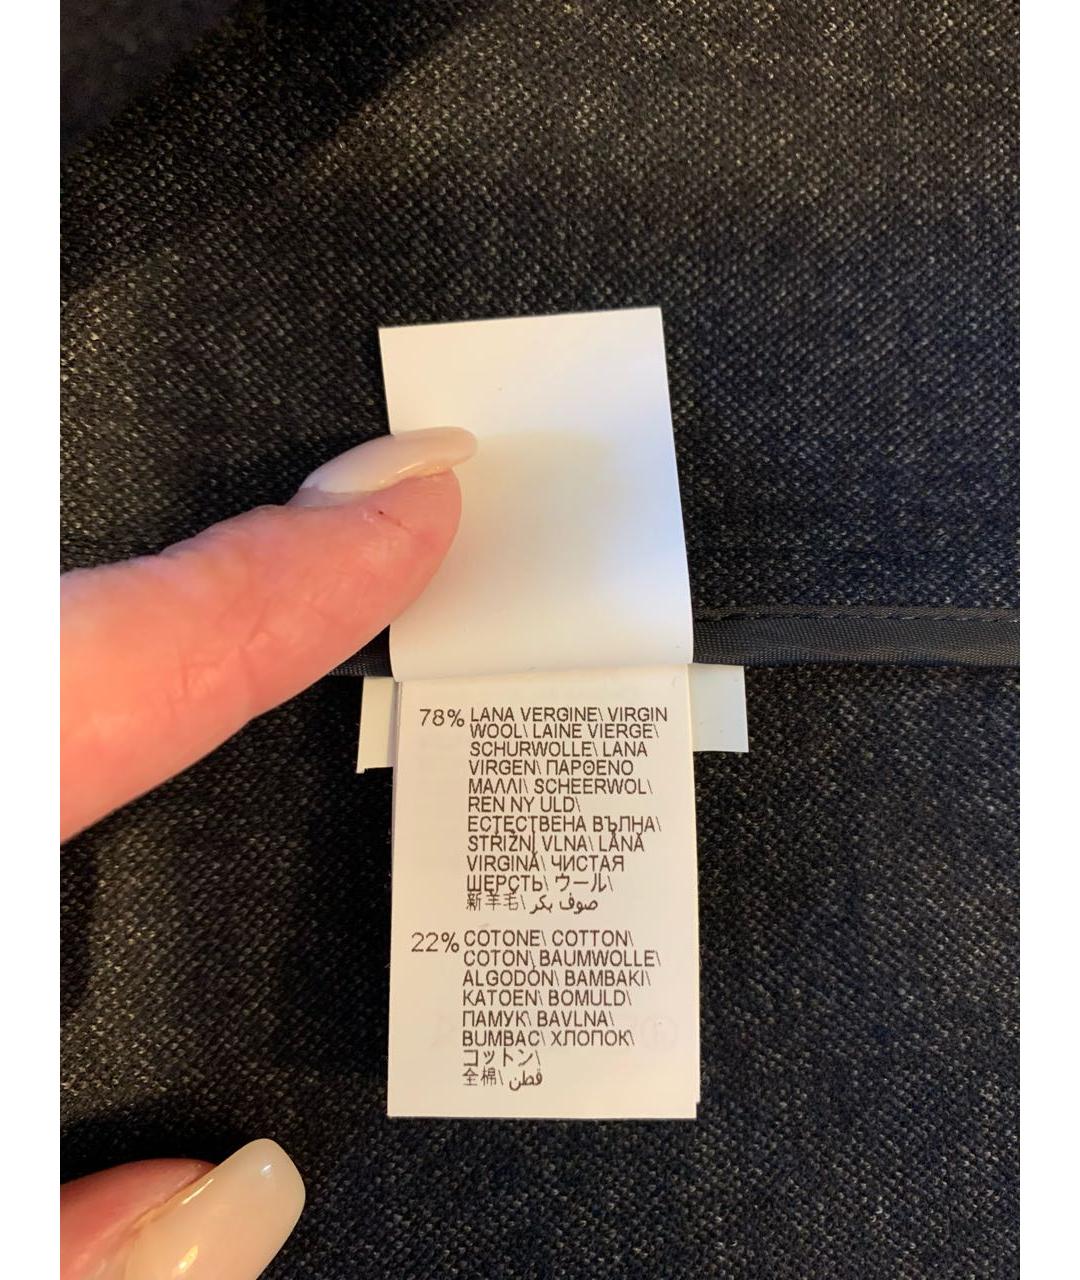 78% LANA VERGINE\ VIRGIN
WOOL\ LAINE VIERGE\
SCHURWOLLE\ LANA
VIRGEN\ ΠΑΡΘΕΝΟ
ΜΑΛΛΙ\ SCHEERWOL\
REN NY ULD\
ЕСТЕСТВЕНА ВЪЛНА\
STŘIŽNÍ VLNA\ LÂNĂ
VIRGINĂ\ ЧИСТАЯ
ШЕРСТЬ\ ウール\
新羊毛\ صوف بكر
22% COTONE\ COTTON\
COTON\ BAUMWOLLE\
ALGODÓN\ BAMBAKI\
KATOEN\ BOMULD\
ПАМУК\ BAVLNA\
BUMBAC\ ХЛОПОК\
コットン\
全棉\ قطن